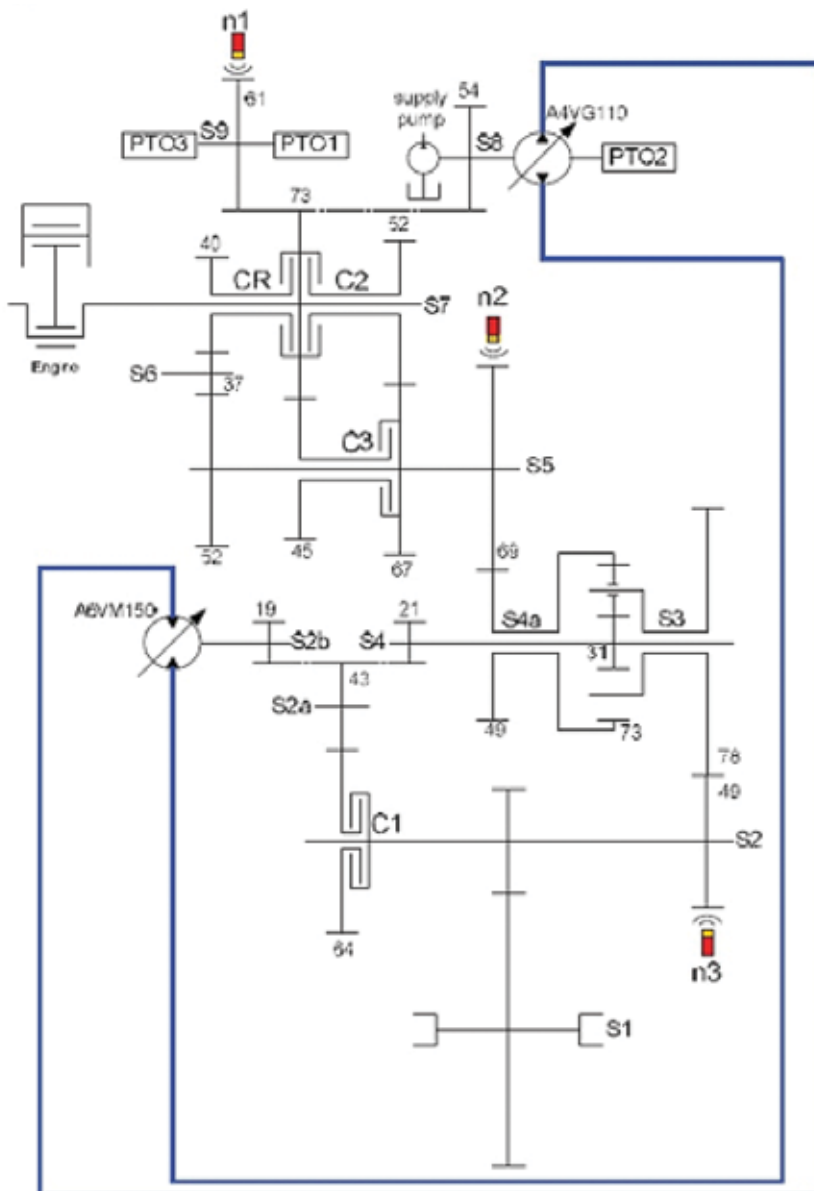 n1
61
supply
pump
54
A4VG110
PTO3
S9
PTO1
S8
PTO2
73
40
52
CR
C2
S7
n2
Engine
S6
37
C3
S5
52
45
67
69
A6VM150
19
21
S2b
S4
S4a
S3
31
43
S2a
49
73
78
49
C1
S2
64
n3
S1